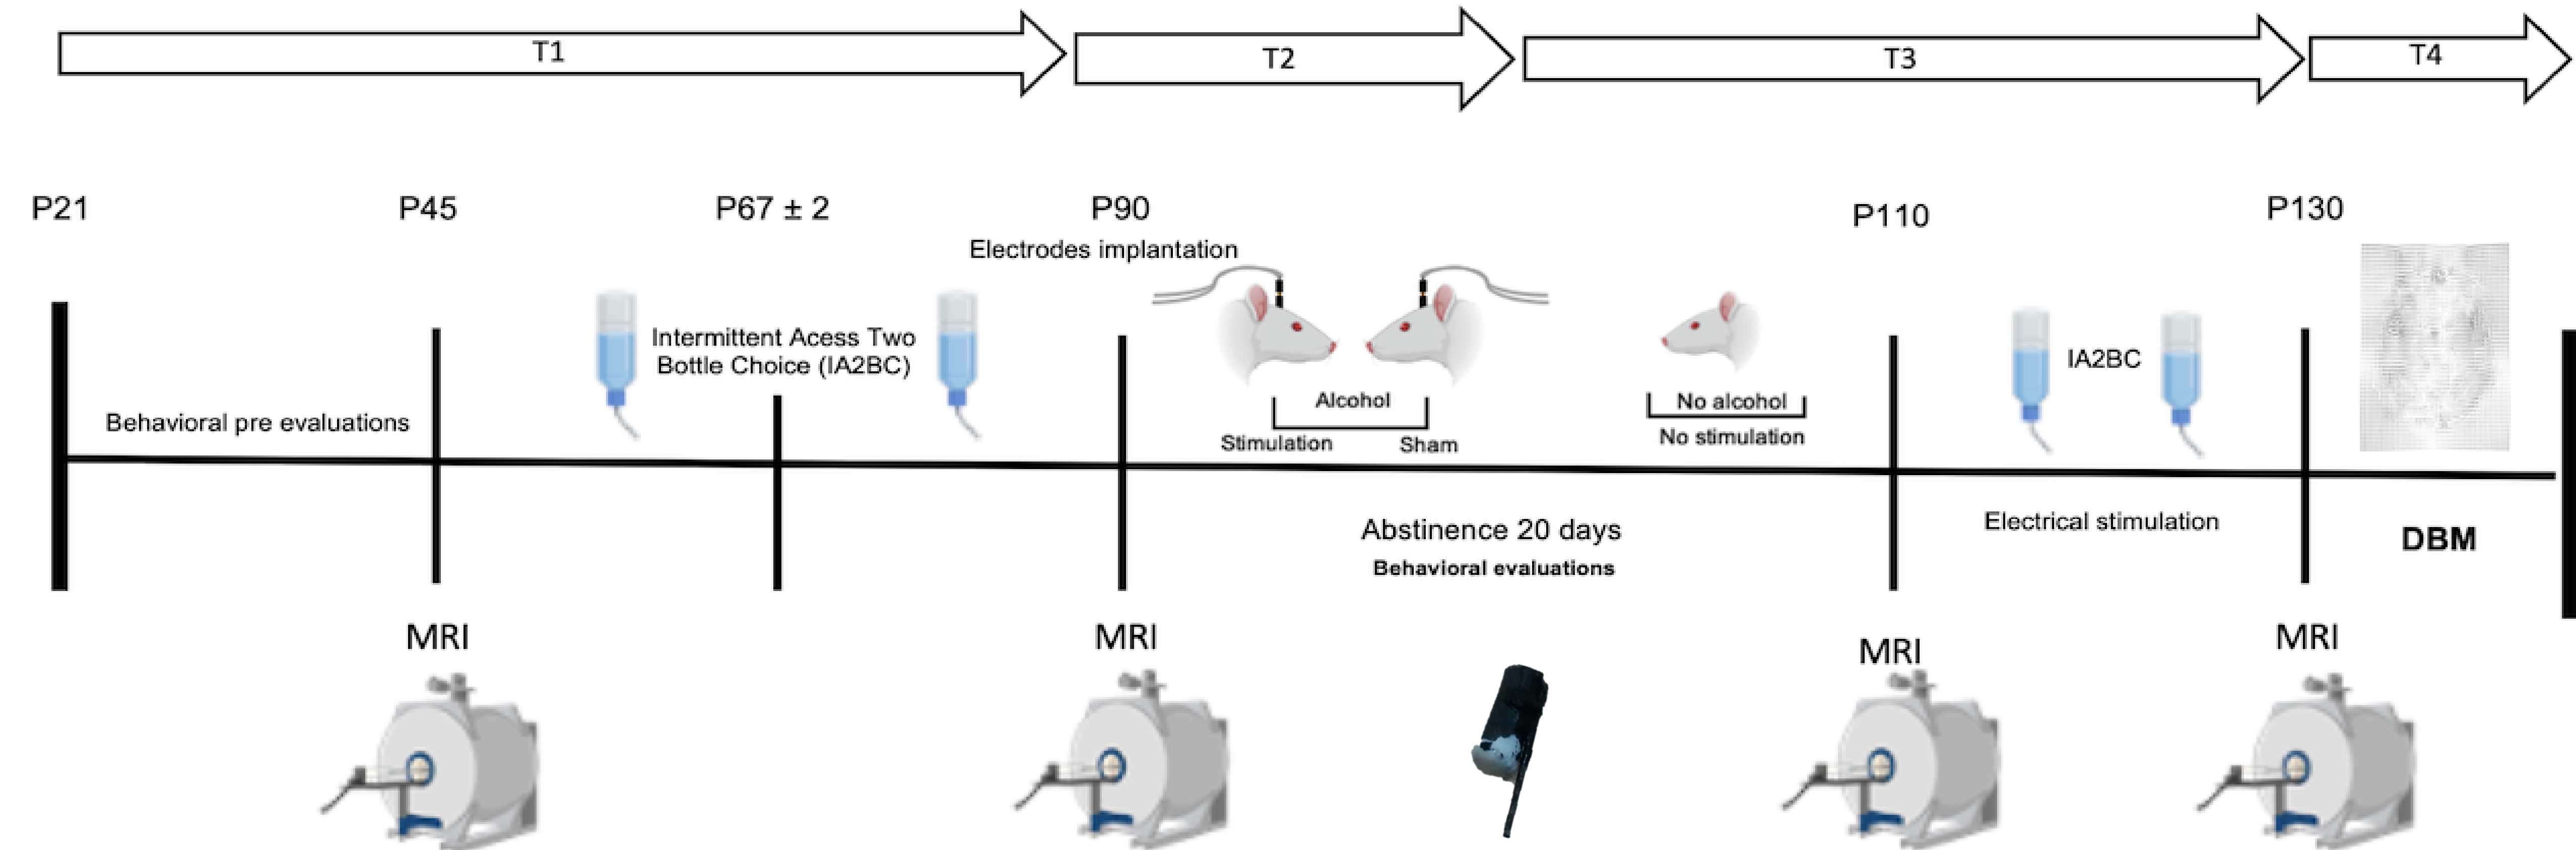 T1
T2
T3
T4
P21
P45
P67 ± 2
P90
P110
P130
Electrodes implantation
Intermittent Acess Two
Bottle Choice (IA2BC)
IA2BC
Behavioral pre evaluations
Alcohol
Stimulation
Sham
No alcohol
No stimulation
Abstinence 20 days
Behavioral evaluations
Electrical stimulation
DBM
MRI
MRI
MRI
MRI